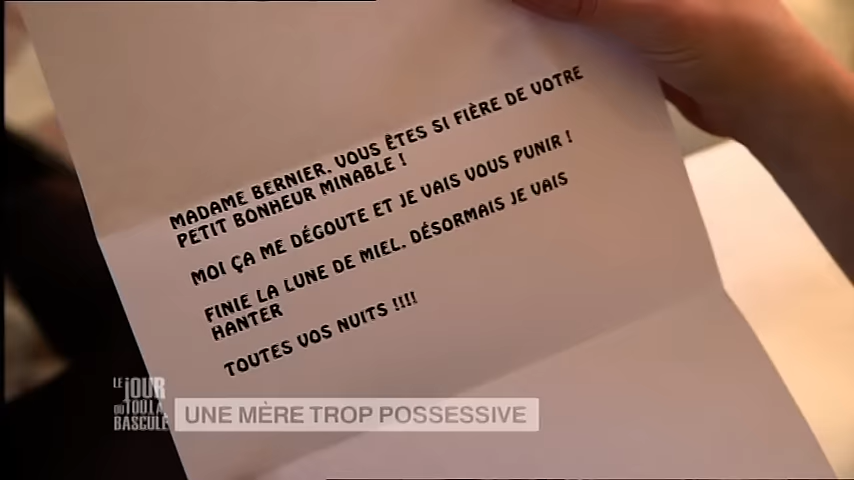 MADAME BERNIER. VOUS ÊTES SI FIÈRE DE VOTRE
PETIT BONHEUR MINABLE !
MOI ÇA ME DÉGOUTE ET JE VAIS VOUS PUNIR !
FINIE LA LUNE DE MIEL. DÉSORMAIS JE VAIS
HANTER
TOUTES VOS NUITS !!!!
LE JOUR
OÙ TOUT A
BASCULÉ
UNE MÈRE TROP POSSESSIVE